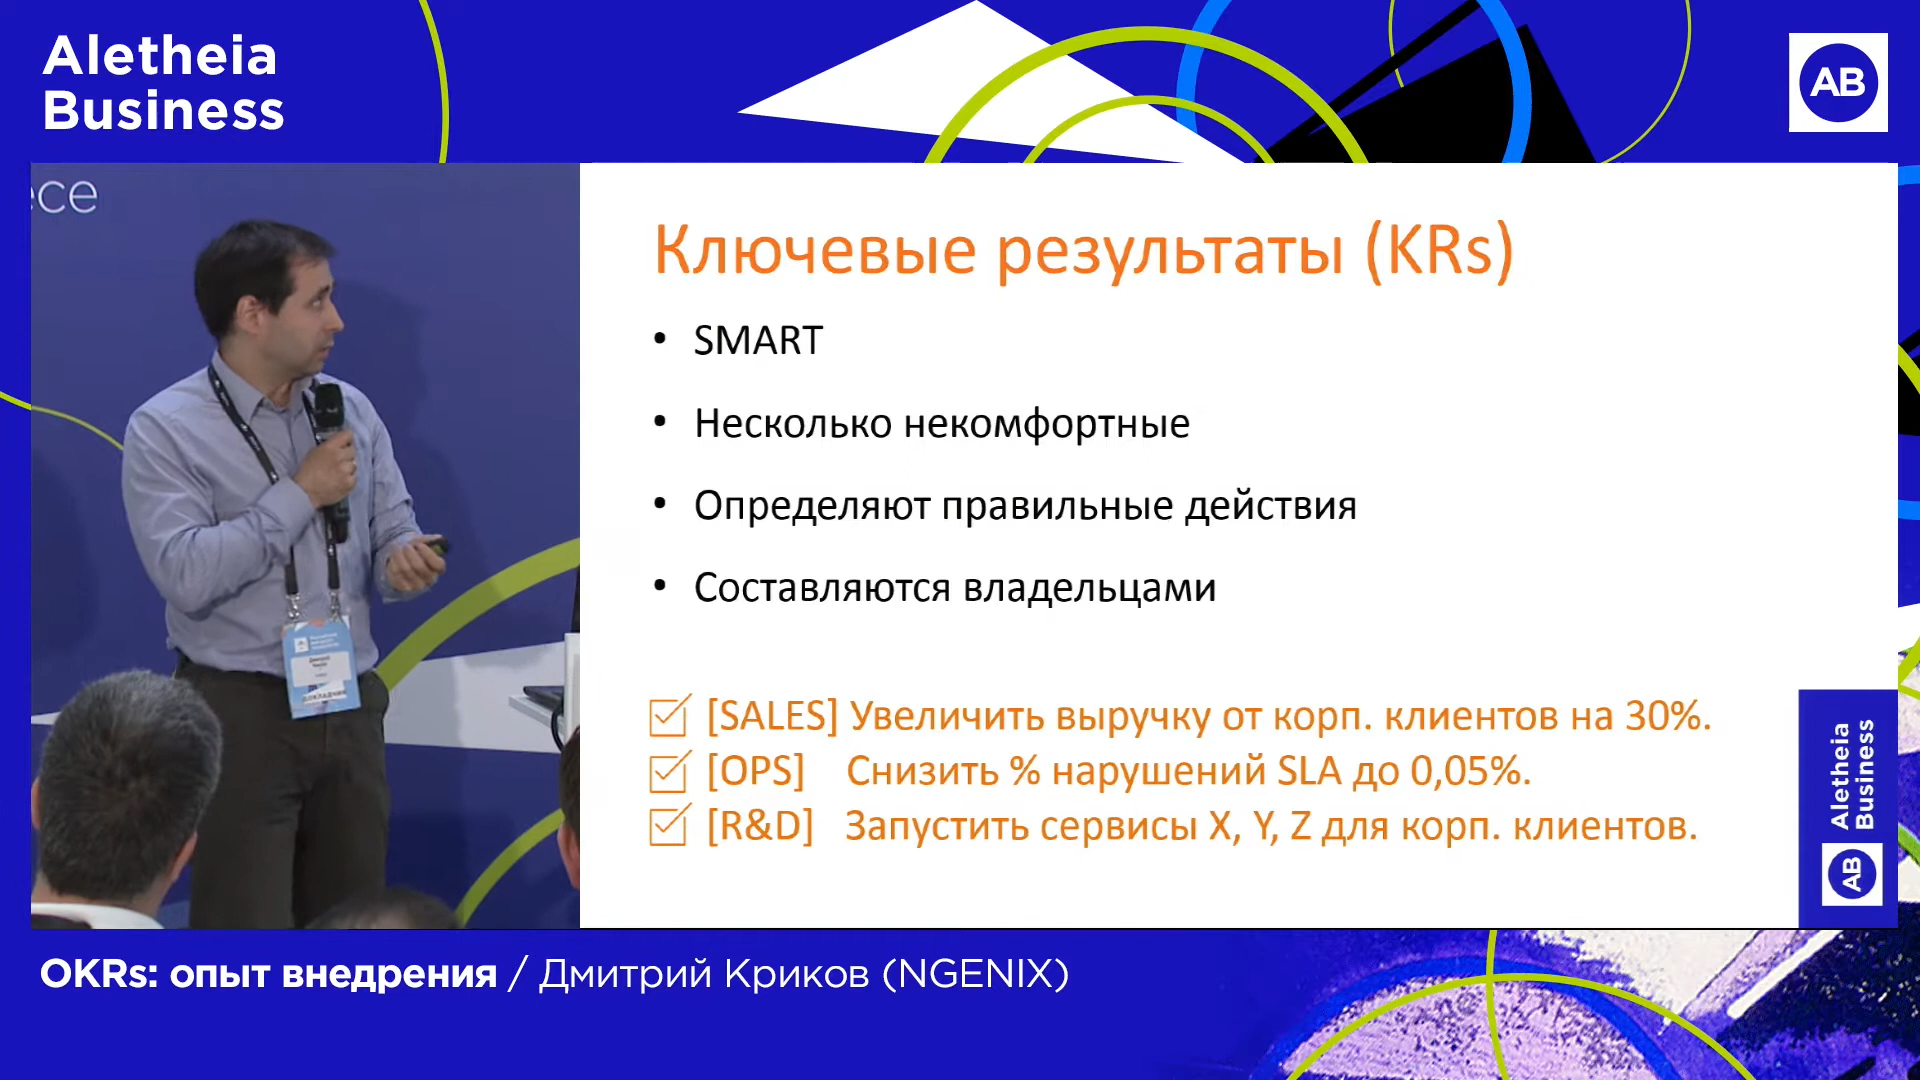 Aletheia
Business
AB
есе
Ключевые результаты (KRs)
• SMART
• Несколько некомфортные
• Определяют правильные действия
• Составляются владельцами
[SALES] Увеличить выручку от корп. клиентов на 30%.
[OPS] Снизить % нарушений SLA до 0,05%.
[R&D] Запустить сервисы X, Y, Z для корп. клиентов.
Aletheia
Business
AB
ДОКЛАДЧИК
OKRs: опыт внедрения / Дмитрий Криков (NGENIX)